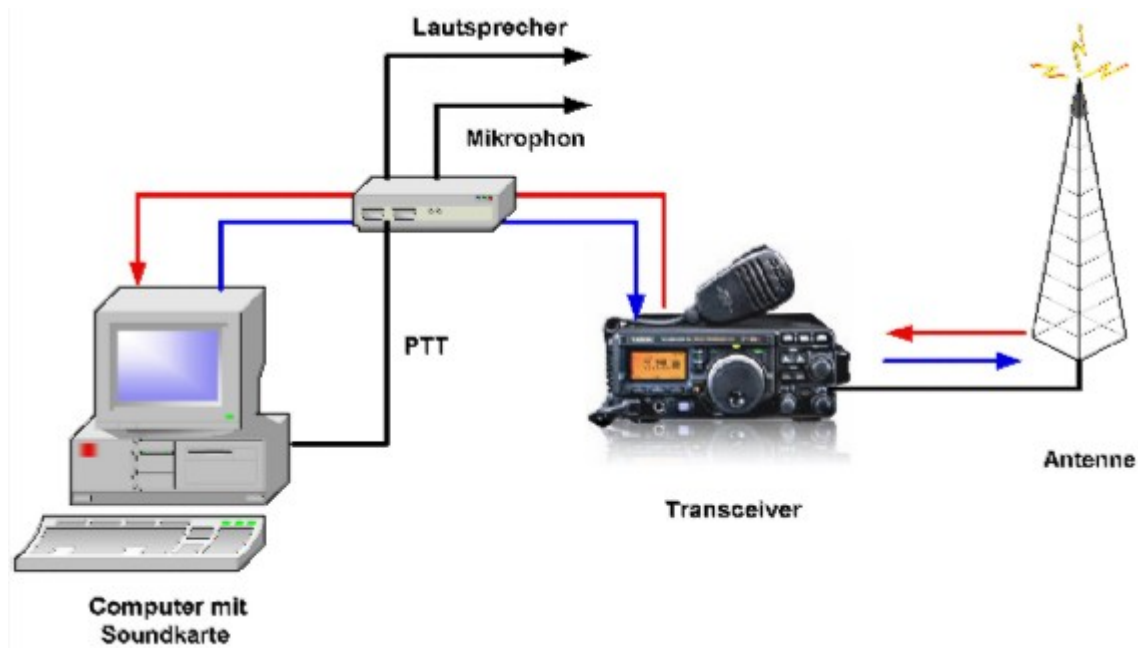 Lautsprecher
Mikrophon
PTT
Transceiver
Antenne
Computer mit
Soundkarte